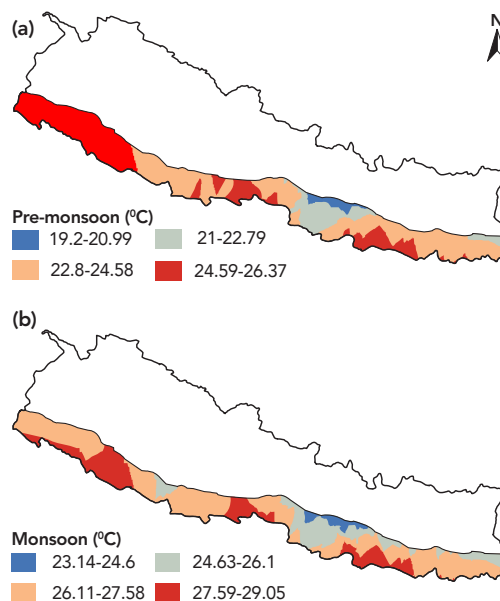 (a)
N
Pre-monsoon (⁰C)
19.2-20.99 21-22.79
22.8-24.58 24.59-26.37
(b)
Monsoon (⁰C)
23.14-24.6 24.63-26.1
26.11-27.58 27.59-29.05